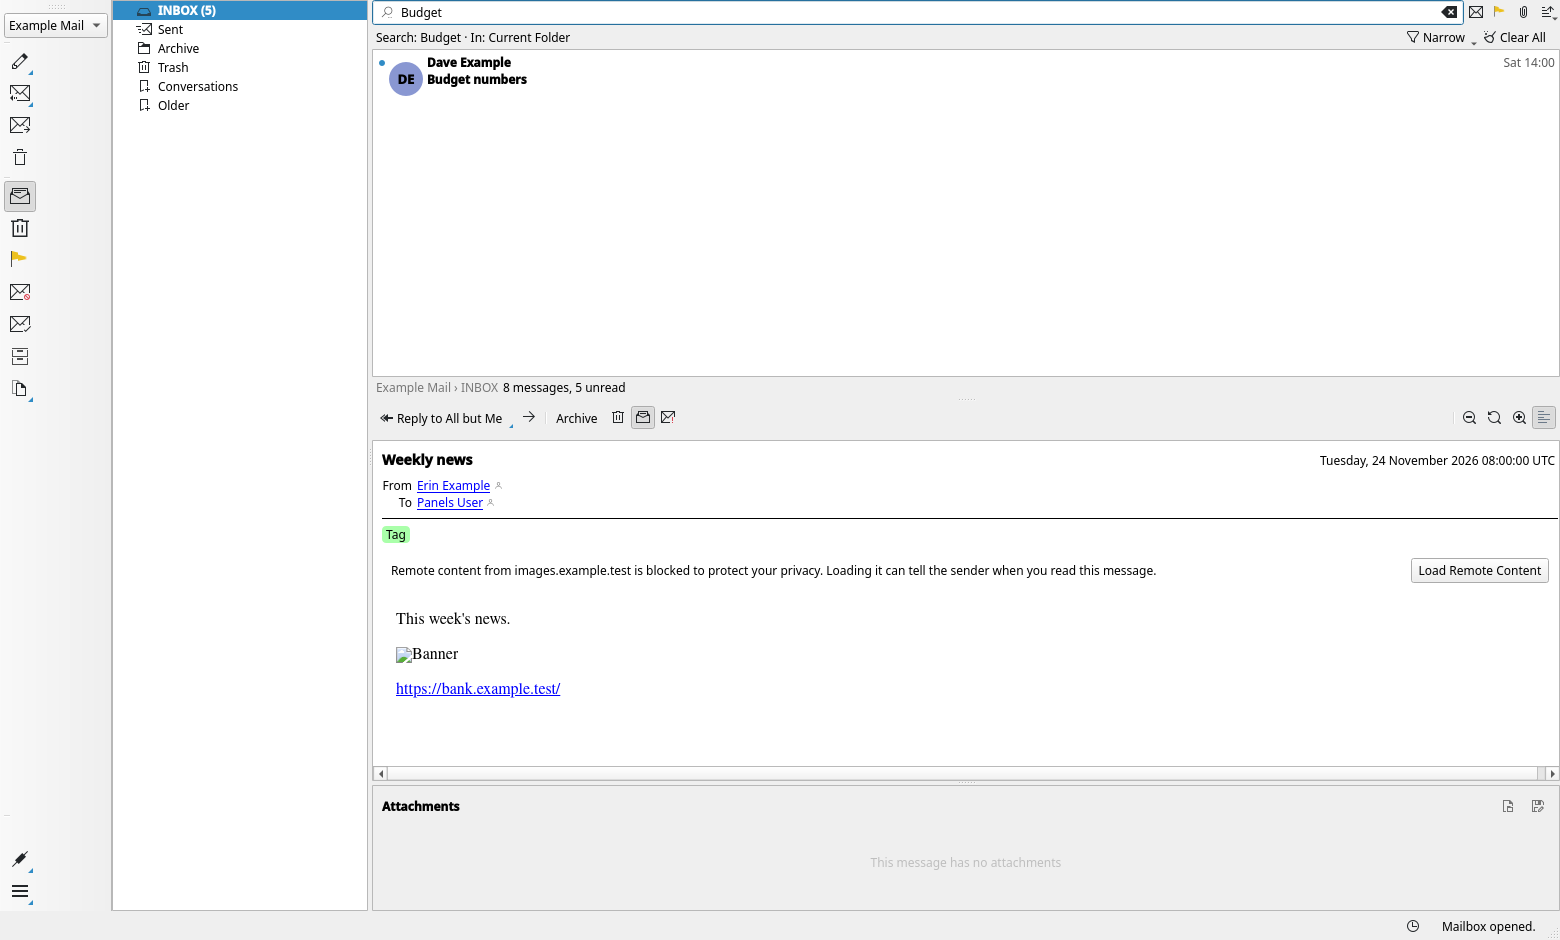 Example Mail
INBOX (5)
Sent
Archive
Trash
Conversations
Older
Budget
Search: Budget · In: Current Folder
Narrow
Clear All
DE
Dave Example
Sat 14:00
Budget numbers
Example Mail › INBOX 8 messages, 5 unread
Reply to All but Me
Archive
Weekly news
Tuesday, 24 November 2026 08:00:00 UTC
From Erin Example
To Panels User
Tag
Remote content from images.example.test is blocked to protect your privacy. Loading it can tell the sender when you read this message.
Load Remote Content
This week's news.
Banner
https://bank.example.test/
Attachments
This message has no attachments
Mailbox opened.